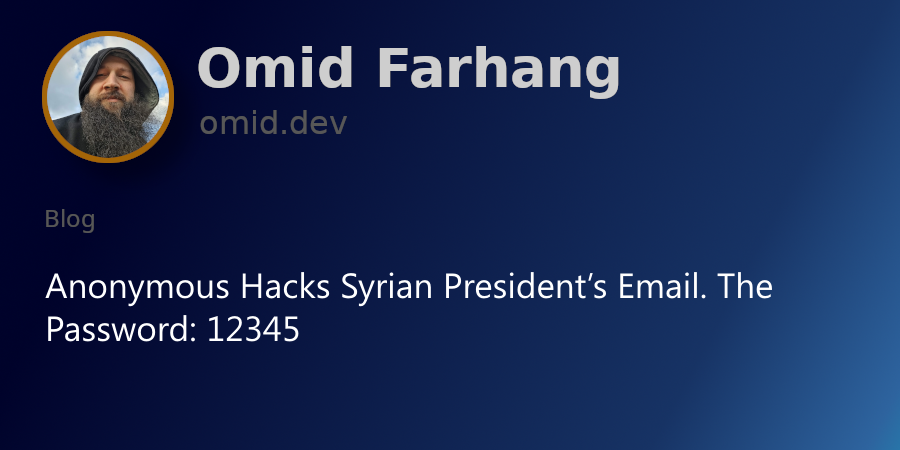 Omid Farhang
omid.dev
Blog
Anonymous Hacks Syrian President’s Email. The
Password: 12345